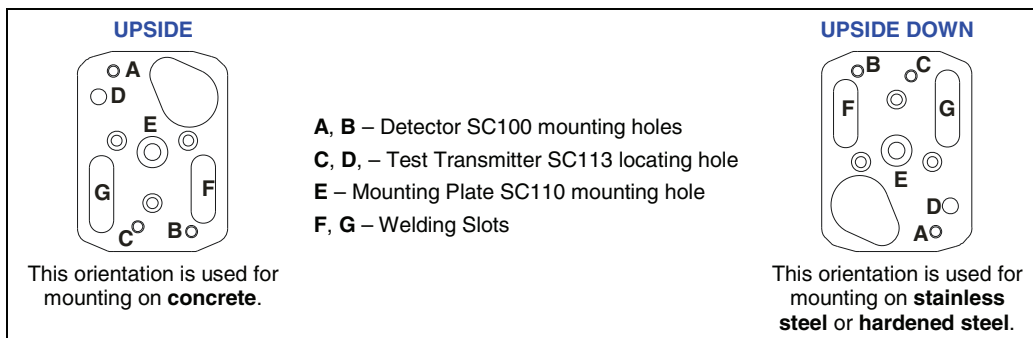 UPSIDE
A
D
E
G
F
C
B
This orientation is used for
mounting on concrete.
A, B – Detector SC100 mounting holes
C, D, – Test Transmitter SC113 locating hole
E – Mounting Plate SC110 mounting hole
F, G – Welding Slots
UPSIDE DOWN
B
C
F
G
E
D
A
This orientation is used for
mounting on stainless
steel or hardened steel.